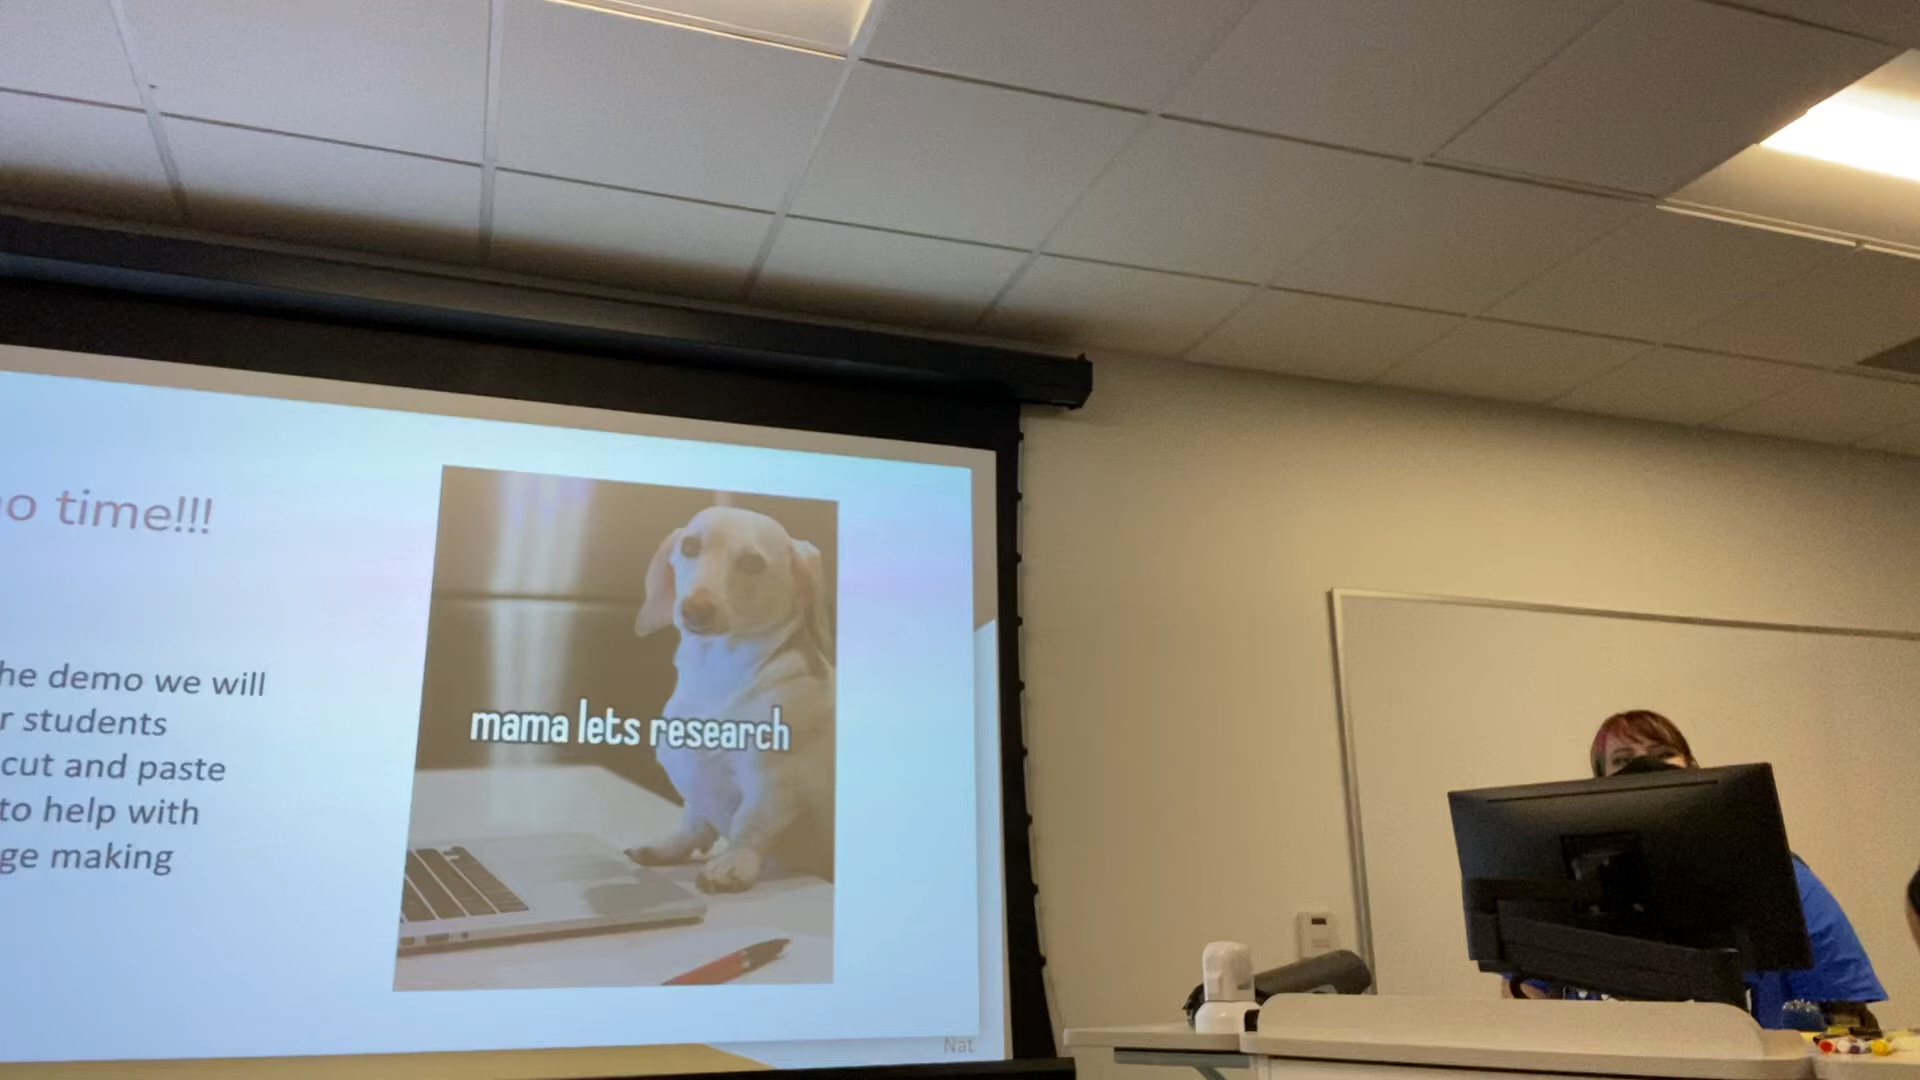 o time!!!
he demo we will
r students
cut and paste
to help with
ge making
mama lets research
Nat